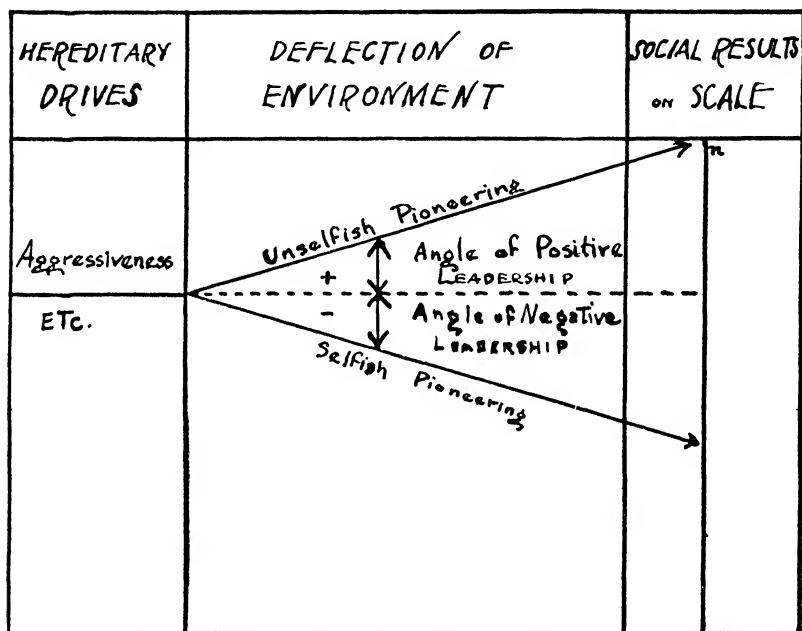 HEREDITARY
DRIVES
DEFLECTION OF
ENVIRONMENT
SOCIAL RESULTS
ON SCALE
n
Unselfish Pioneering
Aggressiveness
ETC.
+
-
Angle of Positive
LEADERSHIP
Angle of Negative
LEADERSHIP
Selfish Pioneering